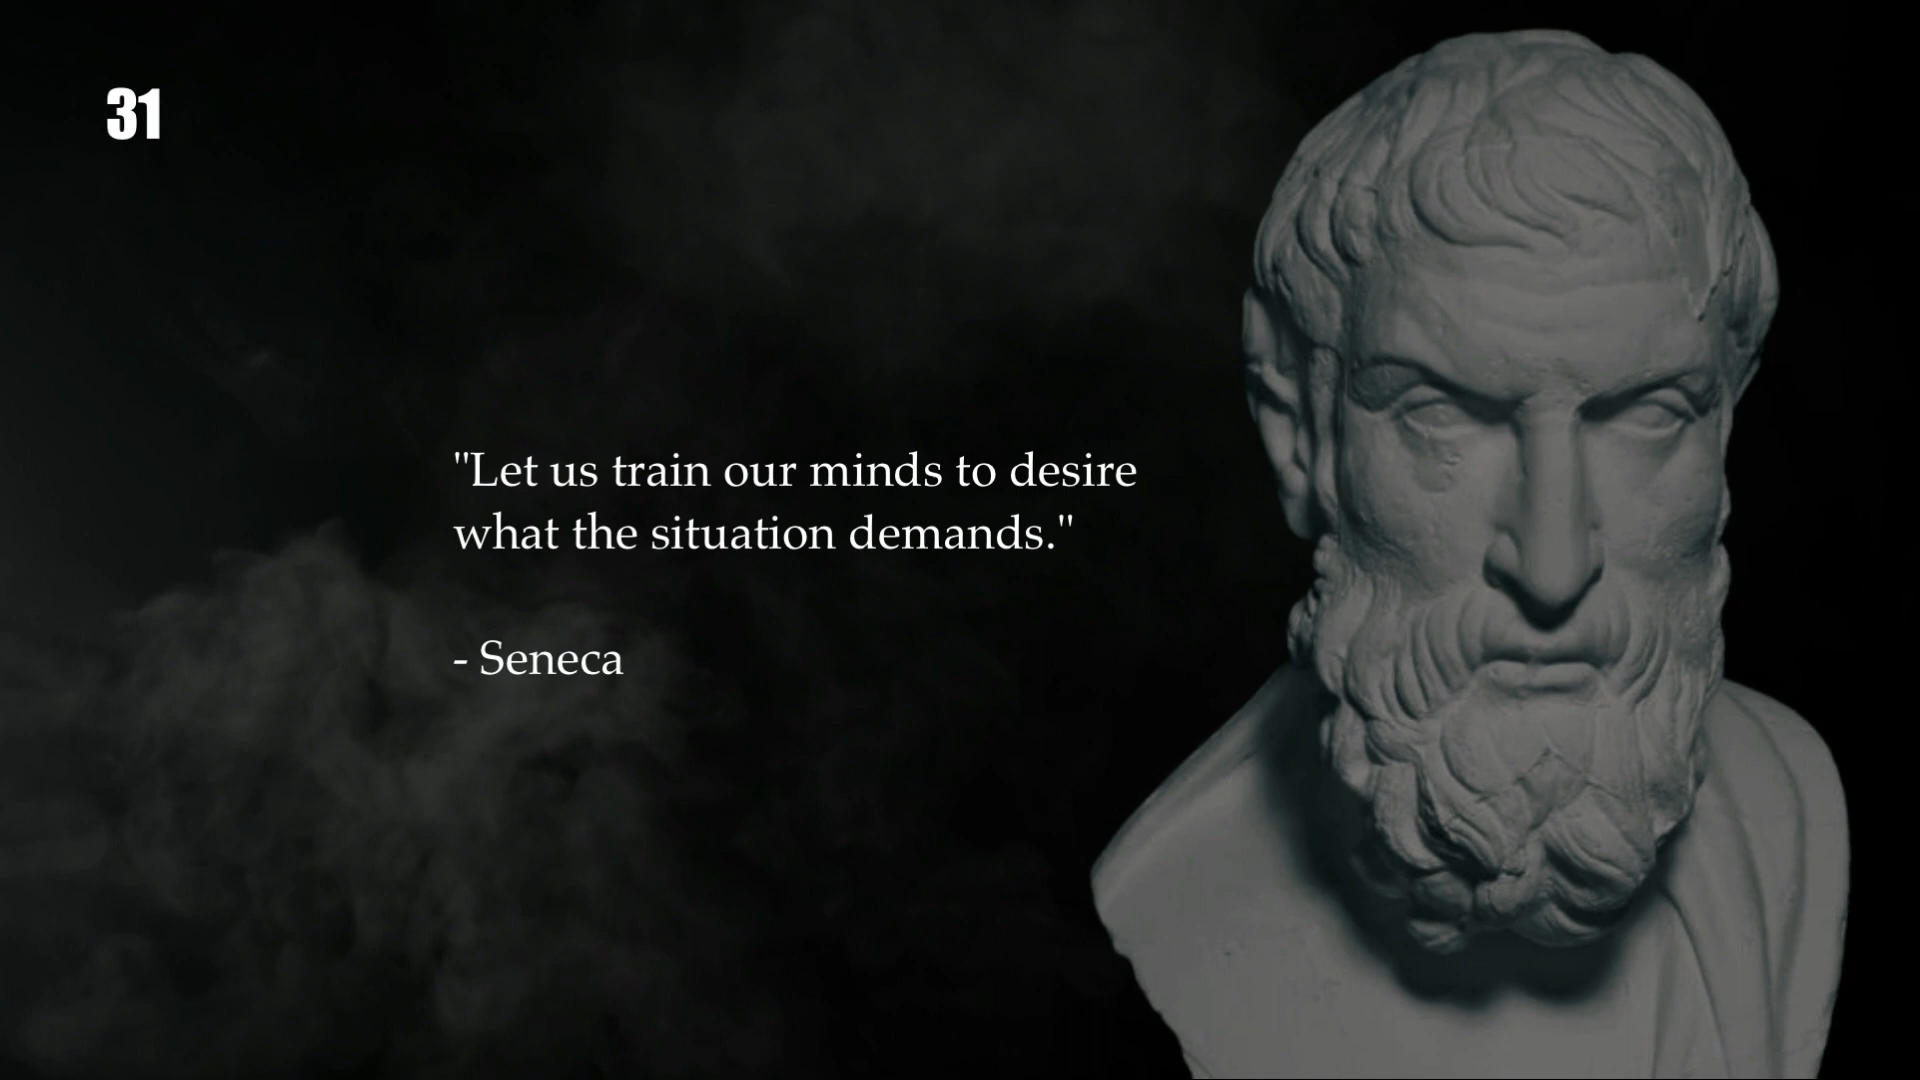 31
"Let us train our minds to desire
what the situation demands."
- Seneca